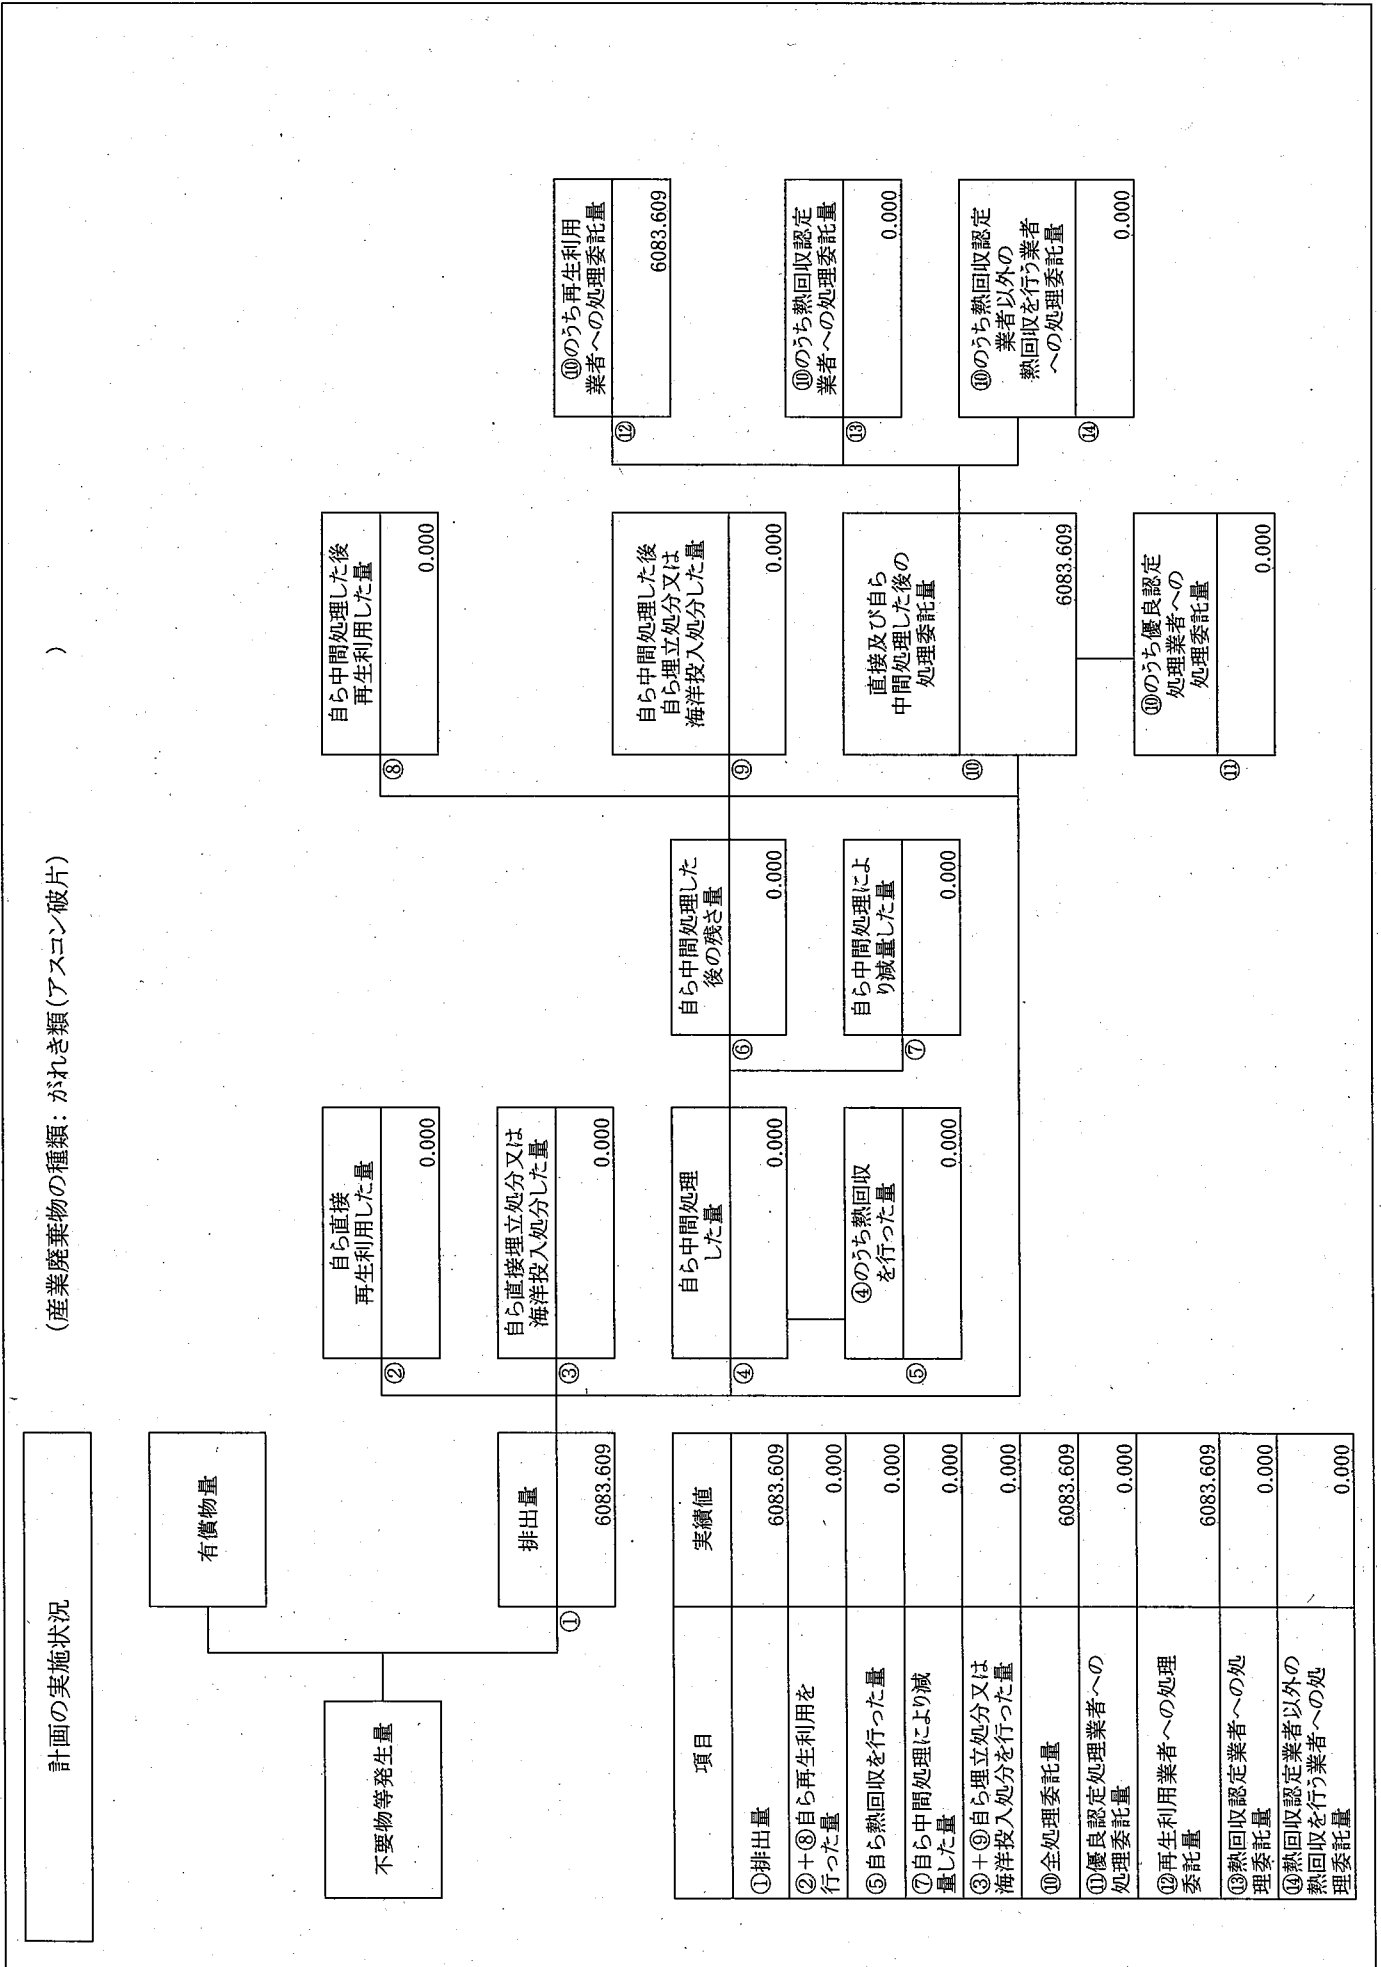 計画の実施状況
(産業廃棄物の種類：がれき類(アスコン破片) )
不要物等発生量
有償物量
①
排出量
6083.609
②
自ら直接
再生利用した量
0.000
③
自ら直接埋立処分又は
海洋投入処分した量
0.000
④
自ら中間処理
した量
0.000
⑤
④のうち熱回収
を行った量
0.000
⑥
自ら中間処理した
後の残さ量
0.000
⑦
自ら中間処理によ
り減量した量
0.000
⑧
自ら中間処理した後
再生利用した量
0.000
⑨
自ら中間処理した後
自ら埋立処分又は
海洋投入処分した量
0.000
⑩
直接及び自ら
中間処理した後の
処理委託量
6083.609
⑪
⑩のうち優良認定
処理業者への
処理委託量
0.000
⑫
⑩のうち再生利用
業者への処理委託量
6083.609
⑬
⑩のうち熱回収認定
業者への処理委託量
0.000
⑭
⑩のうち熱回収認定
業者以外の
熱回収を行う業者
への処理委託量
0.000
項目 実績値
①排出量 6083.609
②＋⑧自ら再生利用を
行った量 0.000
⑤自ら熱回収を行った量 0.000
⑦自ら中間処理により減
量した量 0.000
③＋⑨自ら埋立処分又は
海洋投入処分を行った量 0.000
⑩全処理委託量 6083.609
⑪優良認定処理業者への
処理委託量 0.000
⑫再生利用業者への処理
委託量 6083.609
⑬熱回収認定業者への処
理委託量 0.000
⑭熱回収認定業者以外の
熱回収を行う業者への処
理委託量 0.000